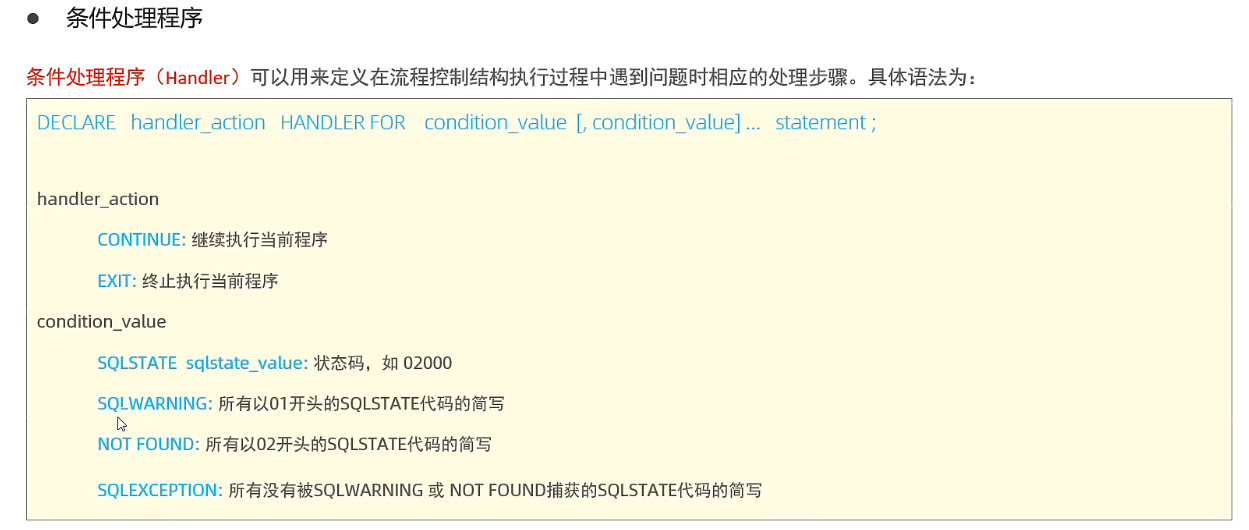 ● 条件处理程序
条件处理程序（Handler）可以用来定义在流程控制结构执行过程中遇到问题时相应的处理步骤。具体语法为：
DECLARE handler_action HANDLER FOR condition_value [, condition_value] ... statement ;
handler_action
CONTINUE: 继续执行当前程序
EXIT: 终止执行当前程序
condition_value
SQLSTATE sqlstate_value: 状态码，如 02000
SQLWARNING: 所有以01开头的SQLSTATE代码的简写
NOT FOUND: 所有以02开头的SQLSTATE代码的简写
SQLEXCEPTION: 所有没有被SQLWARNING 或 NOT FOUND捕获的SQLSTATE代码的简写